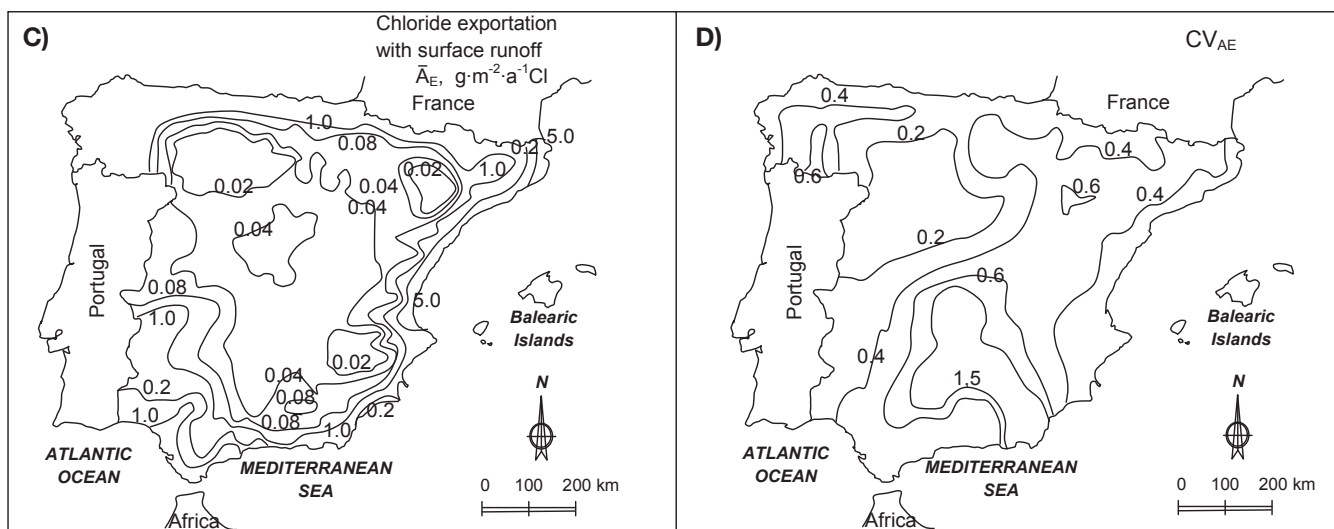 C)
Chloride exportation
with surface runoff
ĀE, g·m-2·a-1Cl
France
1.0
0.08
0.2
5.0
1.0
0.02
0.02
0.04
0.04
0.04
Portugal
0.08
5.0
1.0
Balearic
Islands
0.02
0.04
0.2
0.08
N
0.2
1.0
0.08
1.0
ATLANTIC
OCEAN
MEDITERRANEAN
SEA
0 100 200 km
Africa
D)
CVAE
France
0.4
0.2
0.4
0.6
0.6
0.4
0.2
Portugal
0.6
Balearic
Islands
0.4
1.5
N
ATLANTIC
OCEAN
MEDITERRANEAN
SEA
0 100 200 km
Africa